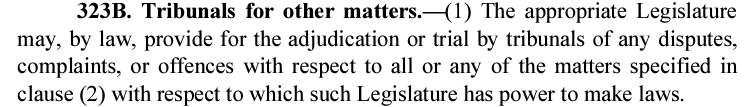 323B. Tribunals for other matters.—(1) The appropriate Legislature
may, by law, provide for the adjudication or trial by tribunals of any disputes,
complaints, or offences with respect to all or any of the matters specified in
clause (2) with respect to which such Legislature has power to make laws.